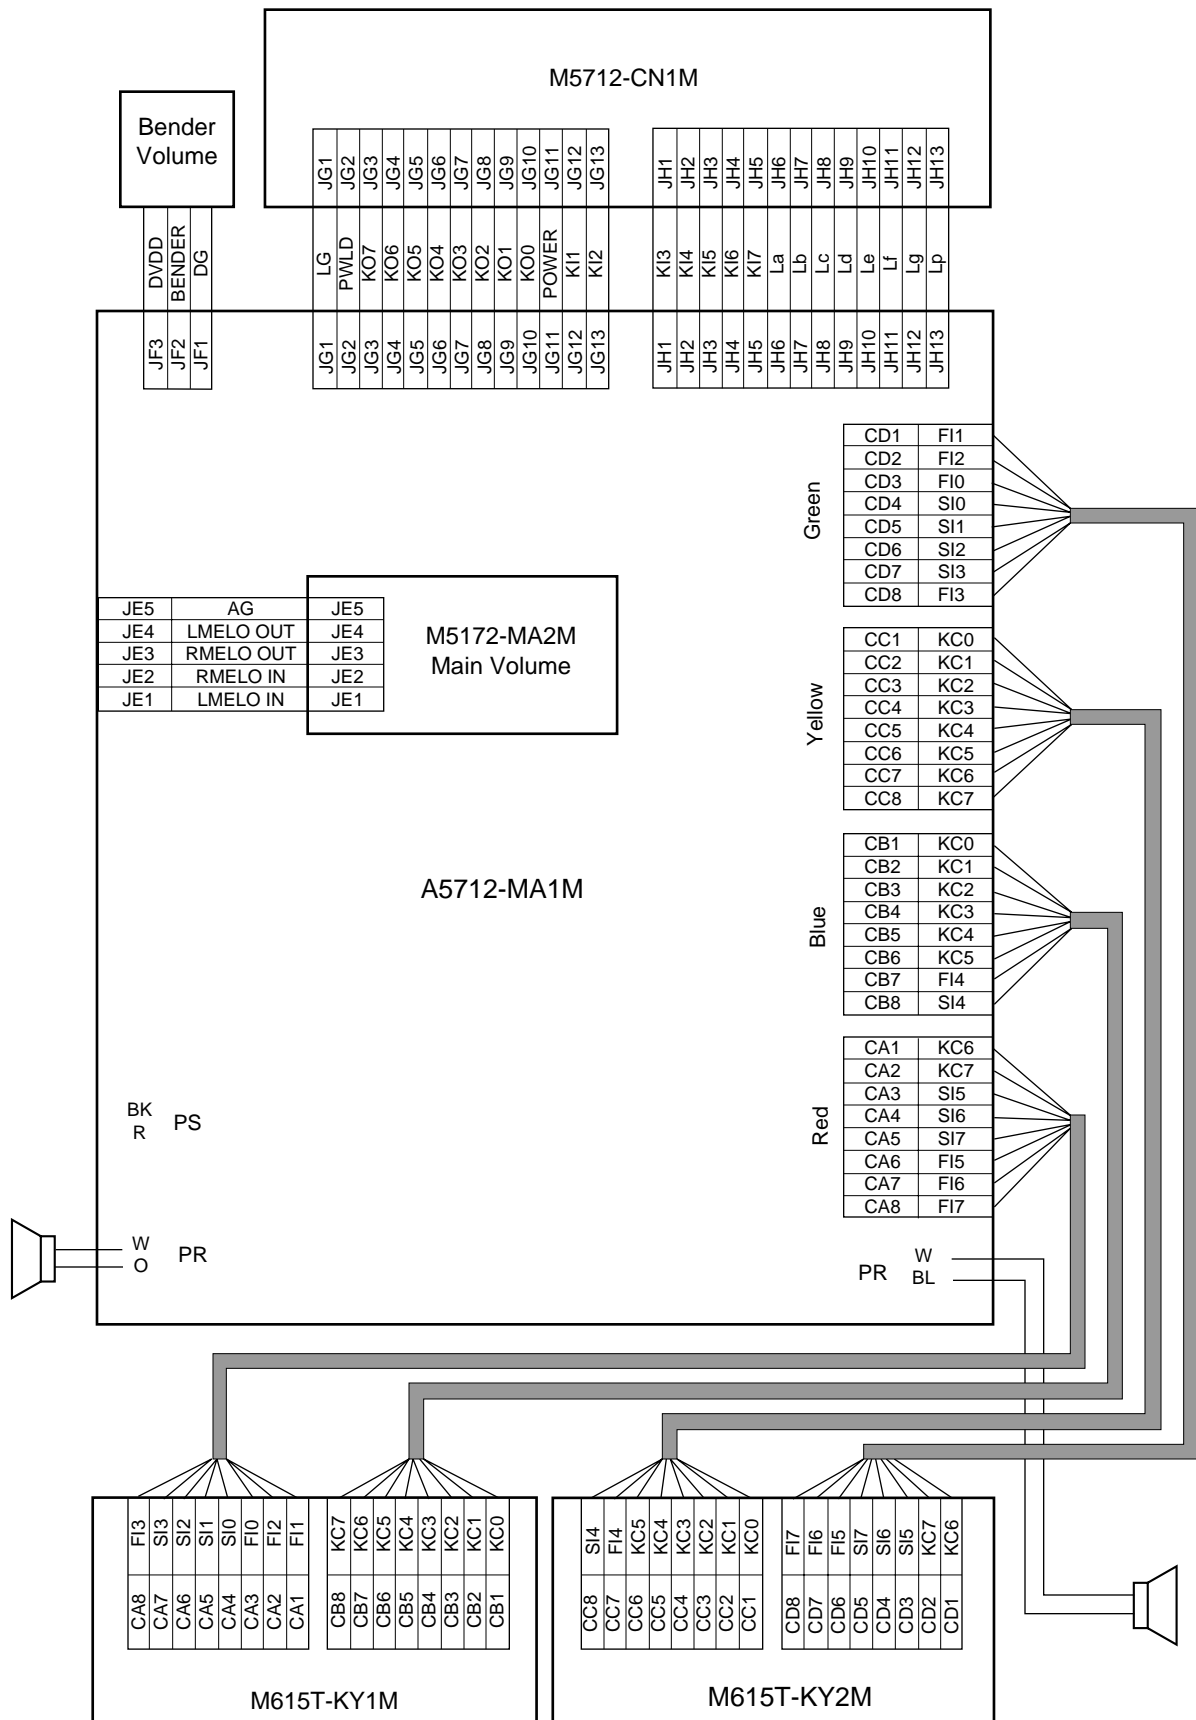 M5712-CN1M
Bender
Volume
JG1 JG2 JG3 JG4 JG5 JG6 JG7 JG8 JG9 JG10 JG11 JG12 JG13
JH1 JH2 JH3 JH4 JH5 JH6 JH7 JH8 JH9 JH10 JH11 JH12 JH13
DVDD BENDER DG
LG PWLD KO7 KO6 KO5 KO4 KO3 KO2 KO1 KO0 POWER KI1 KI2
KI3 KI4 KI5 KI6 KI7 La Lb Lc Ld Le Lf Lg Lp
JF3 JF2 JF1
JG1 JG2 JG3 JG4 JG5 JG6 JG7 JG8 JG9 JG10 JG11 JG12 JG13
JH1 JH2 JH3 JH4 JH5 JH6 JH7 JH8 JH9 JH10 JH11 JH12 JH13
Green
CD1 FI1
CD2 FI2
CD3 FI0
CD4 SI0
CD5 SI1
CD6 SI2
CD7 SI3
CD8 FI3
JE5 AG JE5
JE4 LMELO OUT JE4
JE3 RMELO OUT JE3
JE2 RMELO IN JE2
JE1 LMELO IN JE1
M5172-MA2M
Main Volume
Yellow
CC1 KC0
CC2 KC1
CC3 KC2
CC4 KC3
CC5 KC4
CC6 KC5
CC7 KC6
CC8 KC7
A5712-MA1M
Blue
CB1 KC0
CB2 KC1
CB3 KC2
CB4 KC3
CB5 KC4
CB6 KC5
CB7 FI4
CB8 SI4
Red
CA1 KC6
CA2 KC7
CA3 SI5
CA4 SI6
CA5 SI7
CA6 FI5
CA7 FI6
CA8 FI7
BK
R
PS
W
O
PR
PR
W
BL
FI3 SI3 SI2 SI1 SI0 FI0 FI2 FI1
KC7 KC6 KC5 KC4 KC3 KC2 KC1 KC0
SI4 FI4 KC5 KC4 KC3 KC2 KC1 KC0
FI7 FI6 FI5 SI7 SI6 SI5 KC7 KC6
CA8 CA7 CA6 CA5 CA4 CA3 CA2 CA1
CB8 CB7 CB6 CB5 CB4 CB3 CB2 CB1
CC8 CC7 CC6 CC5 CC4 CC3 CC2 CC1
CD8 CD7 CD6 CD5 CD4 CD3 CD2 CD1
M615T-KY1M
M615T-KY2M